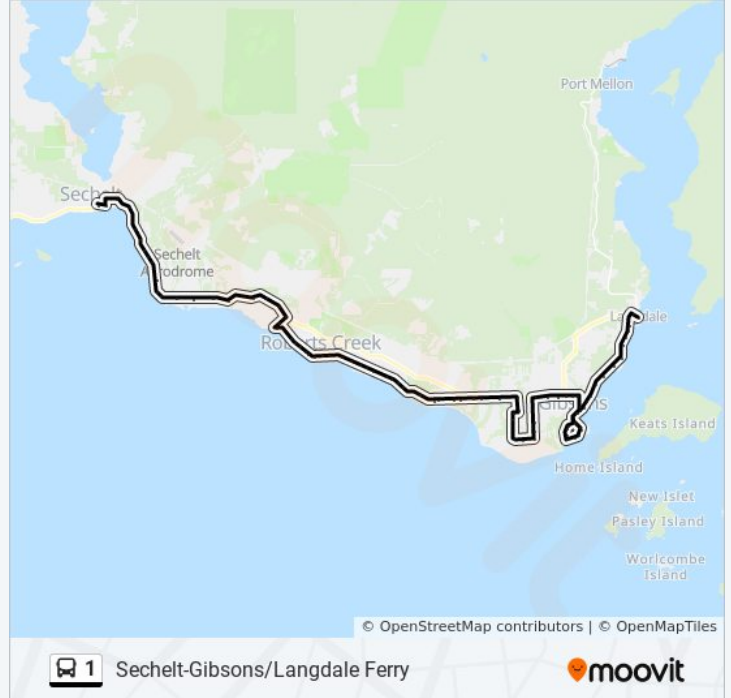 Port Mellon
Sechelt
Sechelt
Aerodrome
Langdale
Roberts Creek
Gibsons
Keats Island
Home Island
New Islet
Pasley Island
Worlcombe
Island
© OpenStreetMap contributors | © OpenMapTiles
1 Sechelt-Gibsons/Langdale Ferry
moovit